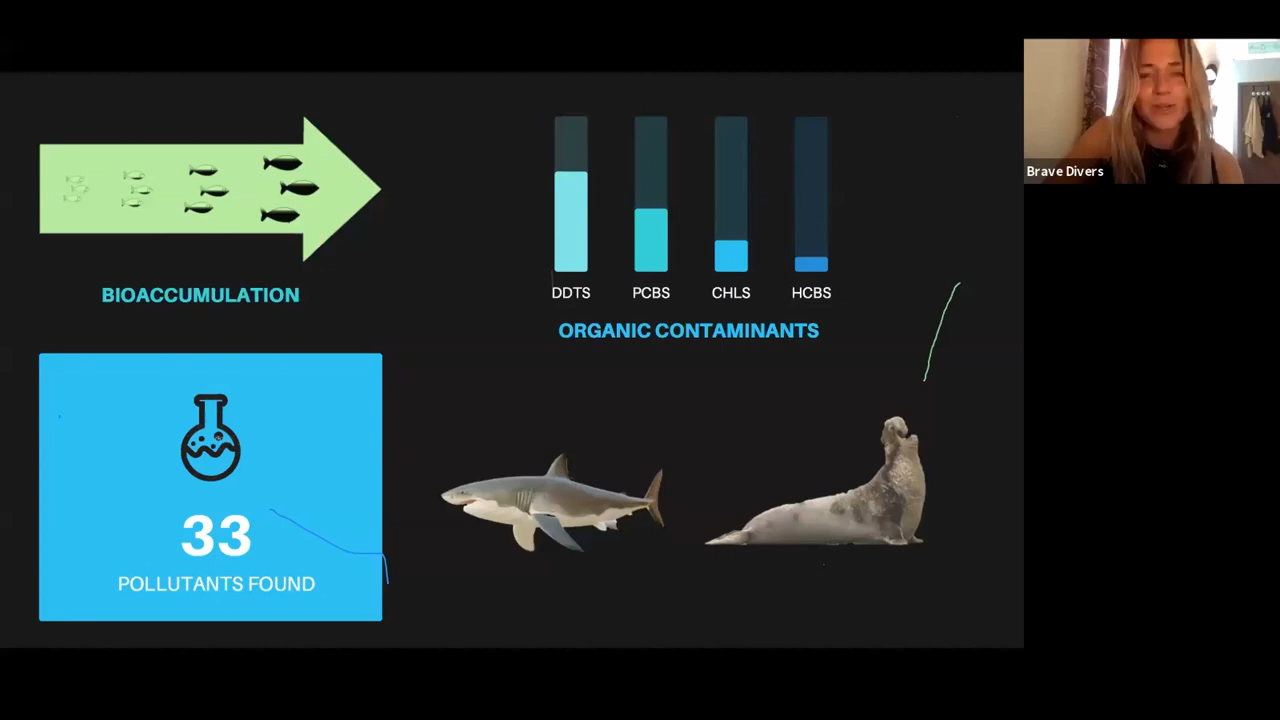 Brave Divers
BIOACCUMULATION
DDTS PCBS CHLS HCBS
ORGANIC CONTAMINANTS
33
POLLUTANTS FOUND